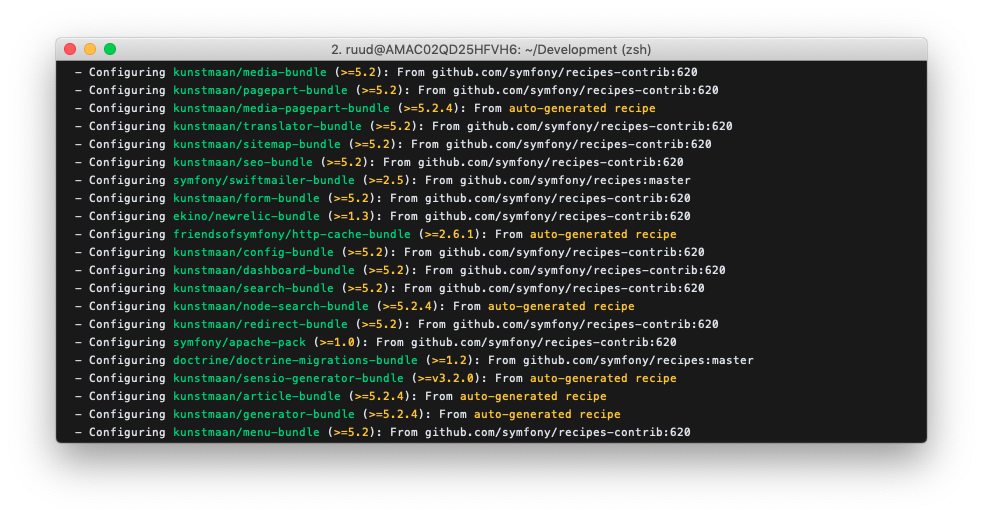 2. ruud@AMAC02QD25HFVH6: ~/Development (zsh)
- Configuring kunstmaan/media-bundle (>=5.2): From github.com/symfony/recipes-contrib:620
- Configuring kunstmaan/pagepart-bundle (>=5.2): From github.com/symfony/recipes-contrib:620
- Configuring kunstmaan/media-pagepart-bundle (>=5.2.4): From auto-generated recipe
- Configuring kunstmaan/translator-bundle (>=5.2): From github.com/symfony/recipes-contrib:620
- Configuring kunstmaan/sitemap-bundle (>=5.2): From github.com/symfony/recipes-contrib:620
- Configuring kunstmaan/seo-bundle (>=5.2): From github.com/symfony/recipes-contrib:620
- Configuring symfony/swiftmailer-bundle (>=2.5): From github.com/symfony/recipes:master
- Configuring kunstmaan/form-bundle (>=5.2): From github.com/symfony/recipes-contrib:620
- Configuring ekino/newrelic-bundle (>=1.3): From github.com/symfony/recipes-contrib:620
- Configuring friendsofsymfony/http-cache-bundle (>=2.6.1): From auto-generated recipe
- Configuring kunstmaan/config-bundle (>=5.2): From github.com/symfony/recipes-contrib:620
- Configuring kunstmaan/dashboard-bundle (>=5.2): From github.com/symfony/recipes-contrib:620
- Configuring kunstmaan/search-bundle (>=5.2): From github.com/symfony/recipes-contrib:620
- Configuring kunstmaan/node-search-bundle (>=5.2.4): From auto-generated recipe
- Configuring kunstmaan/redirect-bundle (>=5.2): From github.com/symfony/recipes-contrib:620
- Configuring symfony/apache-pack (>=1.0): From github.com/symfony/recipes-contrib:620
- Configuring doctrine/doctrine-migrations-bundle (>=1.2): From github.com/symfony/recipes:master
- Configuring kunstmaan/sensio-generator-bundle (>=v3.2.0): From auto-generated recipe
- Configuring kunstmaan/article-bundle (>=5.2.4): From auto-generated recipe
- Configuring kunstmaan/generator-bundle (>=5.2.4): From auto-generated recipe
- Configuring kunstmaan/menu-bundle (>=5.2): From github.com/symfony/recipes-contrib:620